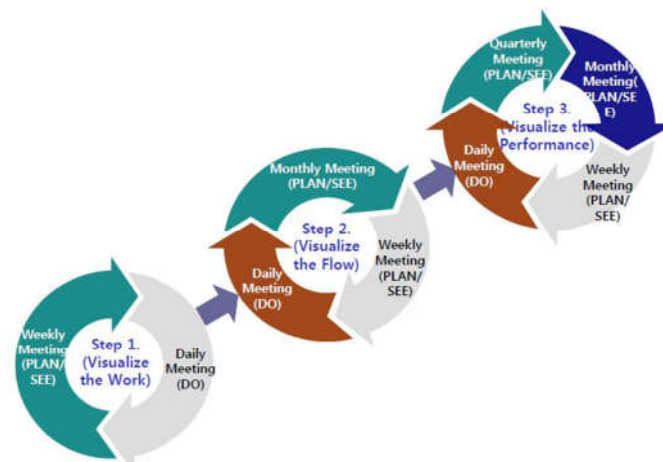 Quarterly
Meeting
(PLAN/SEE)
Monthly
Meeting(
PLAN/SE
E)
Step 3.
(Visualize the
Performance)
Daily
Meeting
(DO)
Weekly
Meeting
(PLAN/
SEE)
Monthly Meeting
(PLAN/SEE)
Step 2.
(Visualize
the Flow)
Weekly
Meeting
(PLAN/
SEE)
Daily
Meeting
(DO)
Weekly
Meeting
(PLAN/
SEE)
Step 1.
(Visualize
the Work)
Daily
Meeting
(DO)